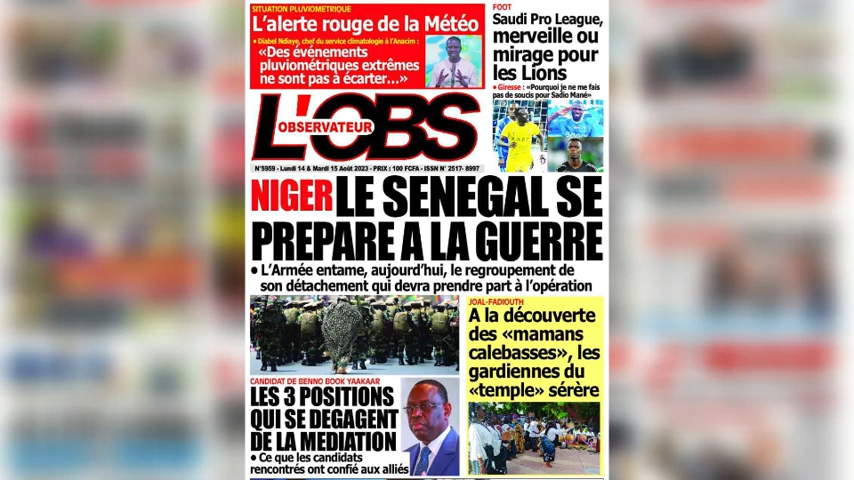 SITUATION PLUVIOMETRIQUE
L'alerte rouge de la Météo
• Diabel Ndiaye, chef du service climatologie à l'Anacim :
«Des événements
pluviométriques extrêmes
ne sont pas à écarter...»
FOOT
Saudi Pro League,
merveille ou
mirage pour
les Lions
• Giresse : «Pourquoi je ne me fais
pas de soucis pour Sadio Mané»
L'OBS
OBSERVATEUR
N°5959 - Lundi 14 & Mardi 15 Août 2023 - PRIX : 100 FCFA - ISSN N° 2517- 8997
NIGER LE SENEGAL SE
PREPARE A LA GUERRE
• L'Armée entame, aujourd'hui, le regroupement de
son détachement qui devra prendre part à l'opération
JOAL-FADIOUTH
A la découverte
des «mamans
calebasses», les
gardiennes du
«temple» sérère
CANDIDAT DE BENNO BOOK YAAKAAR
LES 3 POSITIONS
QUI SE DEGAGENT
DE LA MEDIATION
• Ce que les candidats
rencontrés ont confié aux alliés